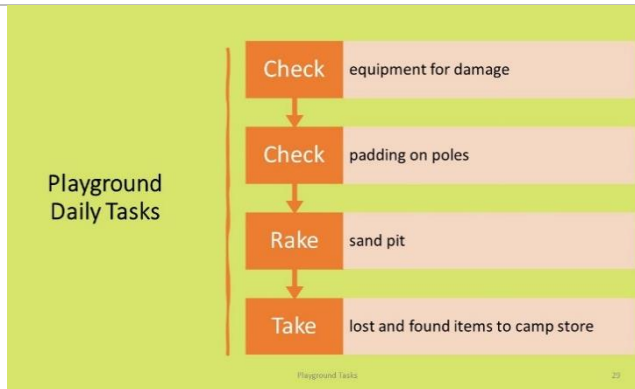 Playground
Daily Tasks
Check
equipment for damage
Check
padding on poles
Rake
sand pit
Take
lost and found items to camp store
Playground Tasks
29